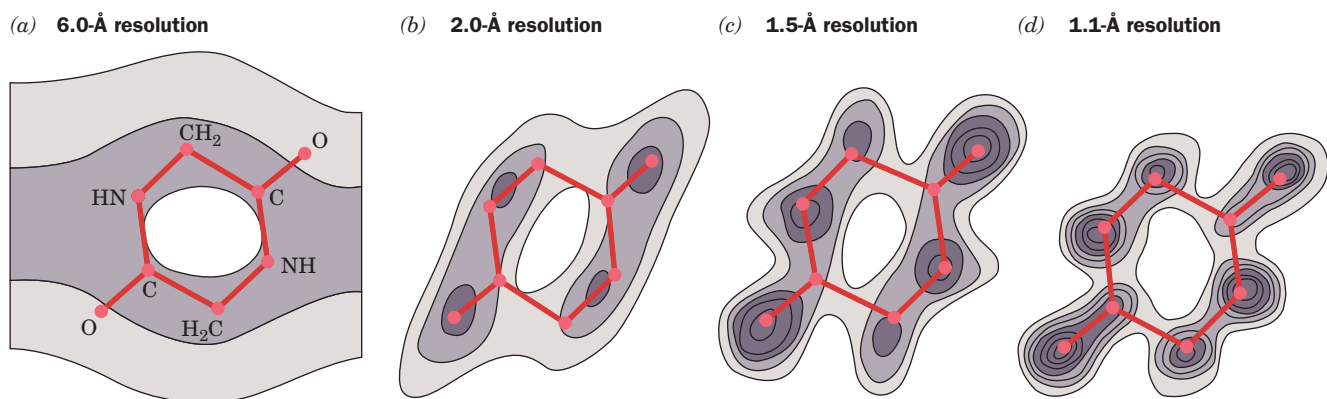 (a) 6.0-Å resolution
(b) 2.0-Å resolution
(c) 1.5-Å resolution
(d) 1.1-Å resolution
CH2
O
HN
C
NH
C
O
H2C